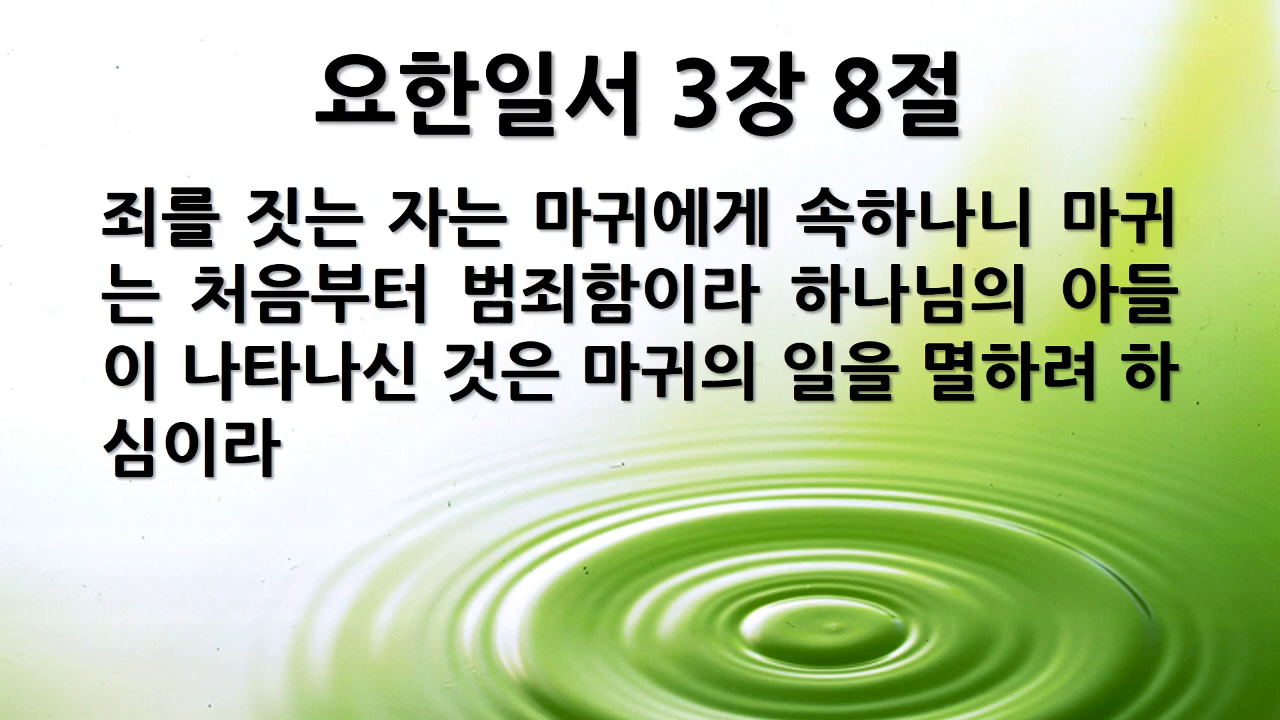 요한일서 3장 8절
죄를 짓는 자는 마귀에게 속하나니 마귀
는 처음부터 범죄함이라 하나님의 아들
이 나타나신 것은 마귀의 일을 멸하려 하
심이라